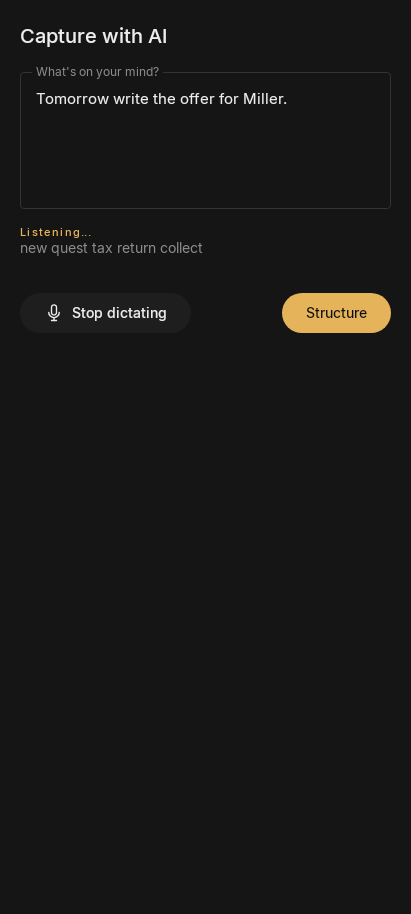 Capture with AI
What's on your mind?
Tomorrow write the offer for Miller.
Listening...
new quest tax return collect
Stop dictating
Structure